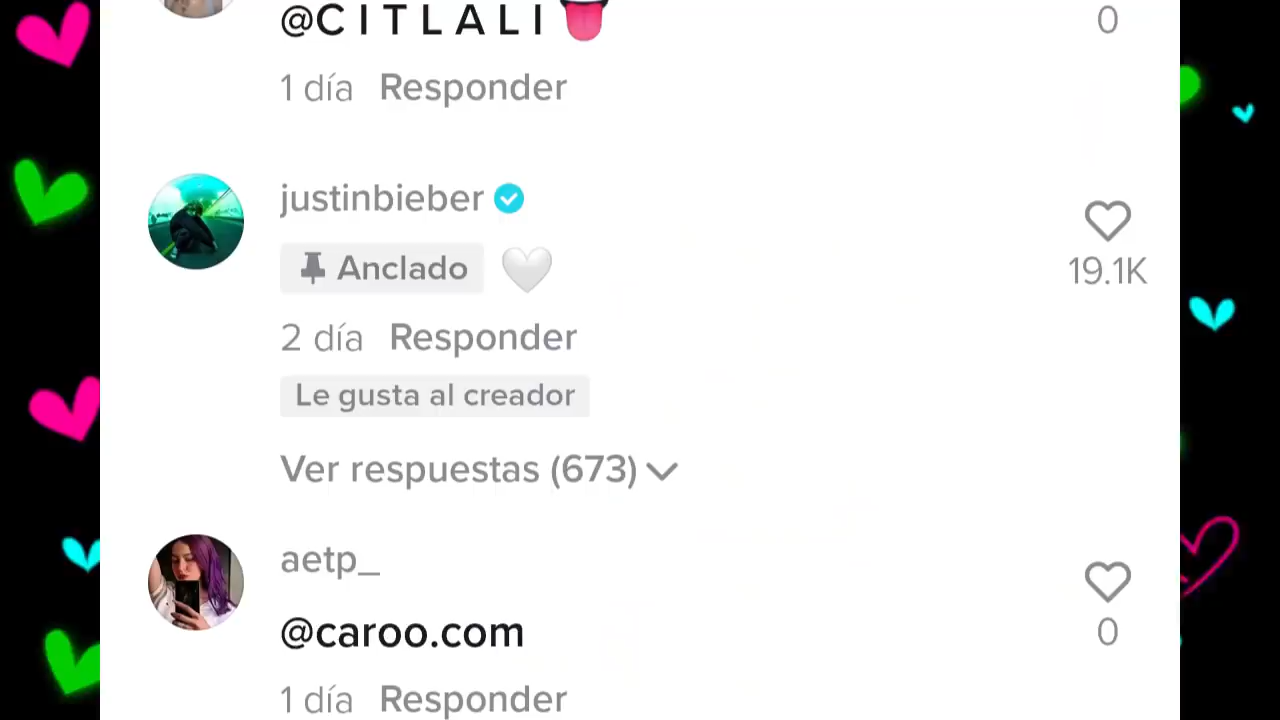 @C I T L A L I 👅
0
1 día Responder
justinbieber
Anclado 🤍
19.1K
2 día Responder
Le gusta al creador
Ver respuestas (673)
aetp_
@caroo.com
0
1 día Responder